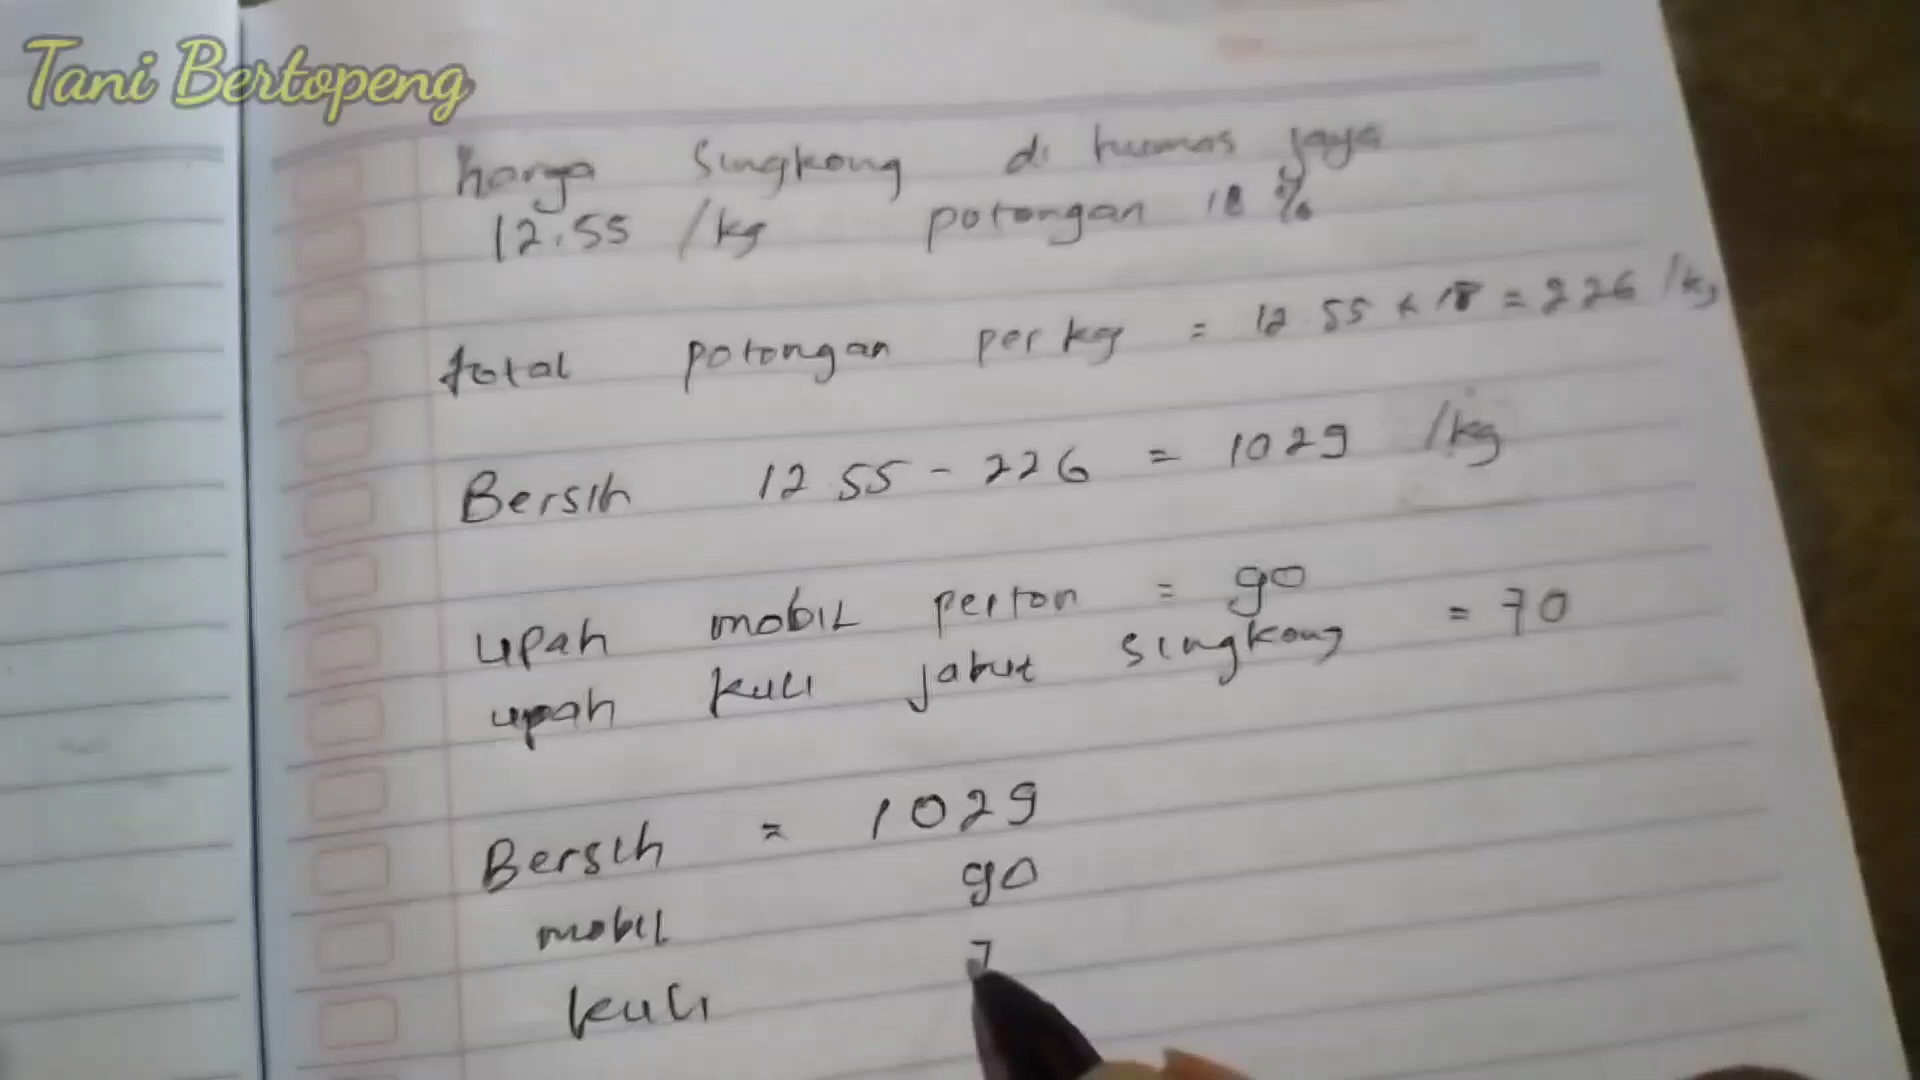 Tani Bertopeng
harga singkong di humas jaya
12.55 /kg potongan 18 %
total potongan per kg = 12 55 x 18 = 226 /kg
Bersih 12 55 - 226 = 1029 /kg
upah mobil perton = 90
upah kuli jabut singkong = 70
Bersih = 1029
mobil 90
kuli 7